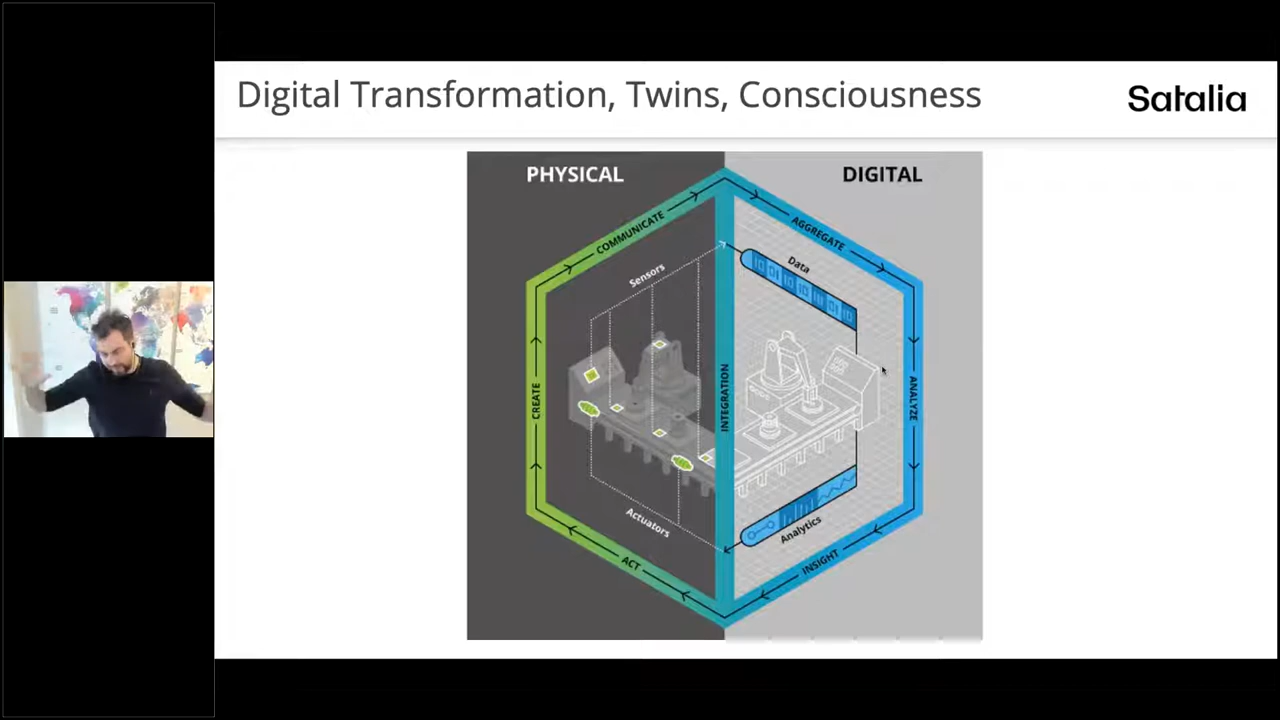 Digital Transformation, Twins, Consciousness
Satalia
PHYSICAL
DIGITAL
COMMUNICATE
AGGREGATE
Sensors
Data
CREATE
INTEGRATION
ANALYZE
Actuators
Analytics
ACT
INSIGHT